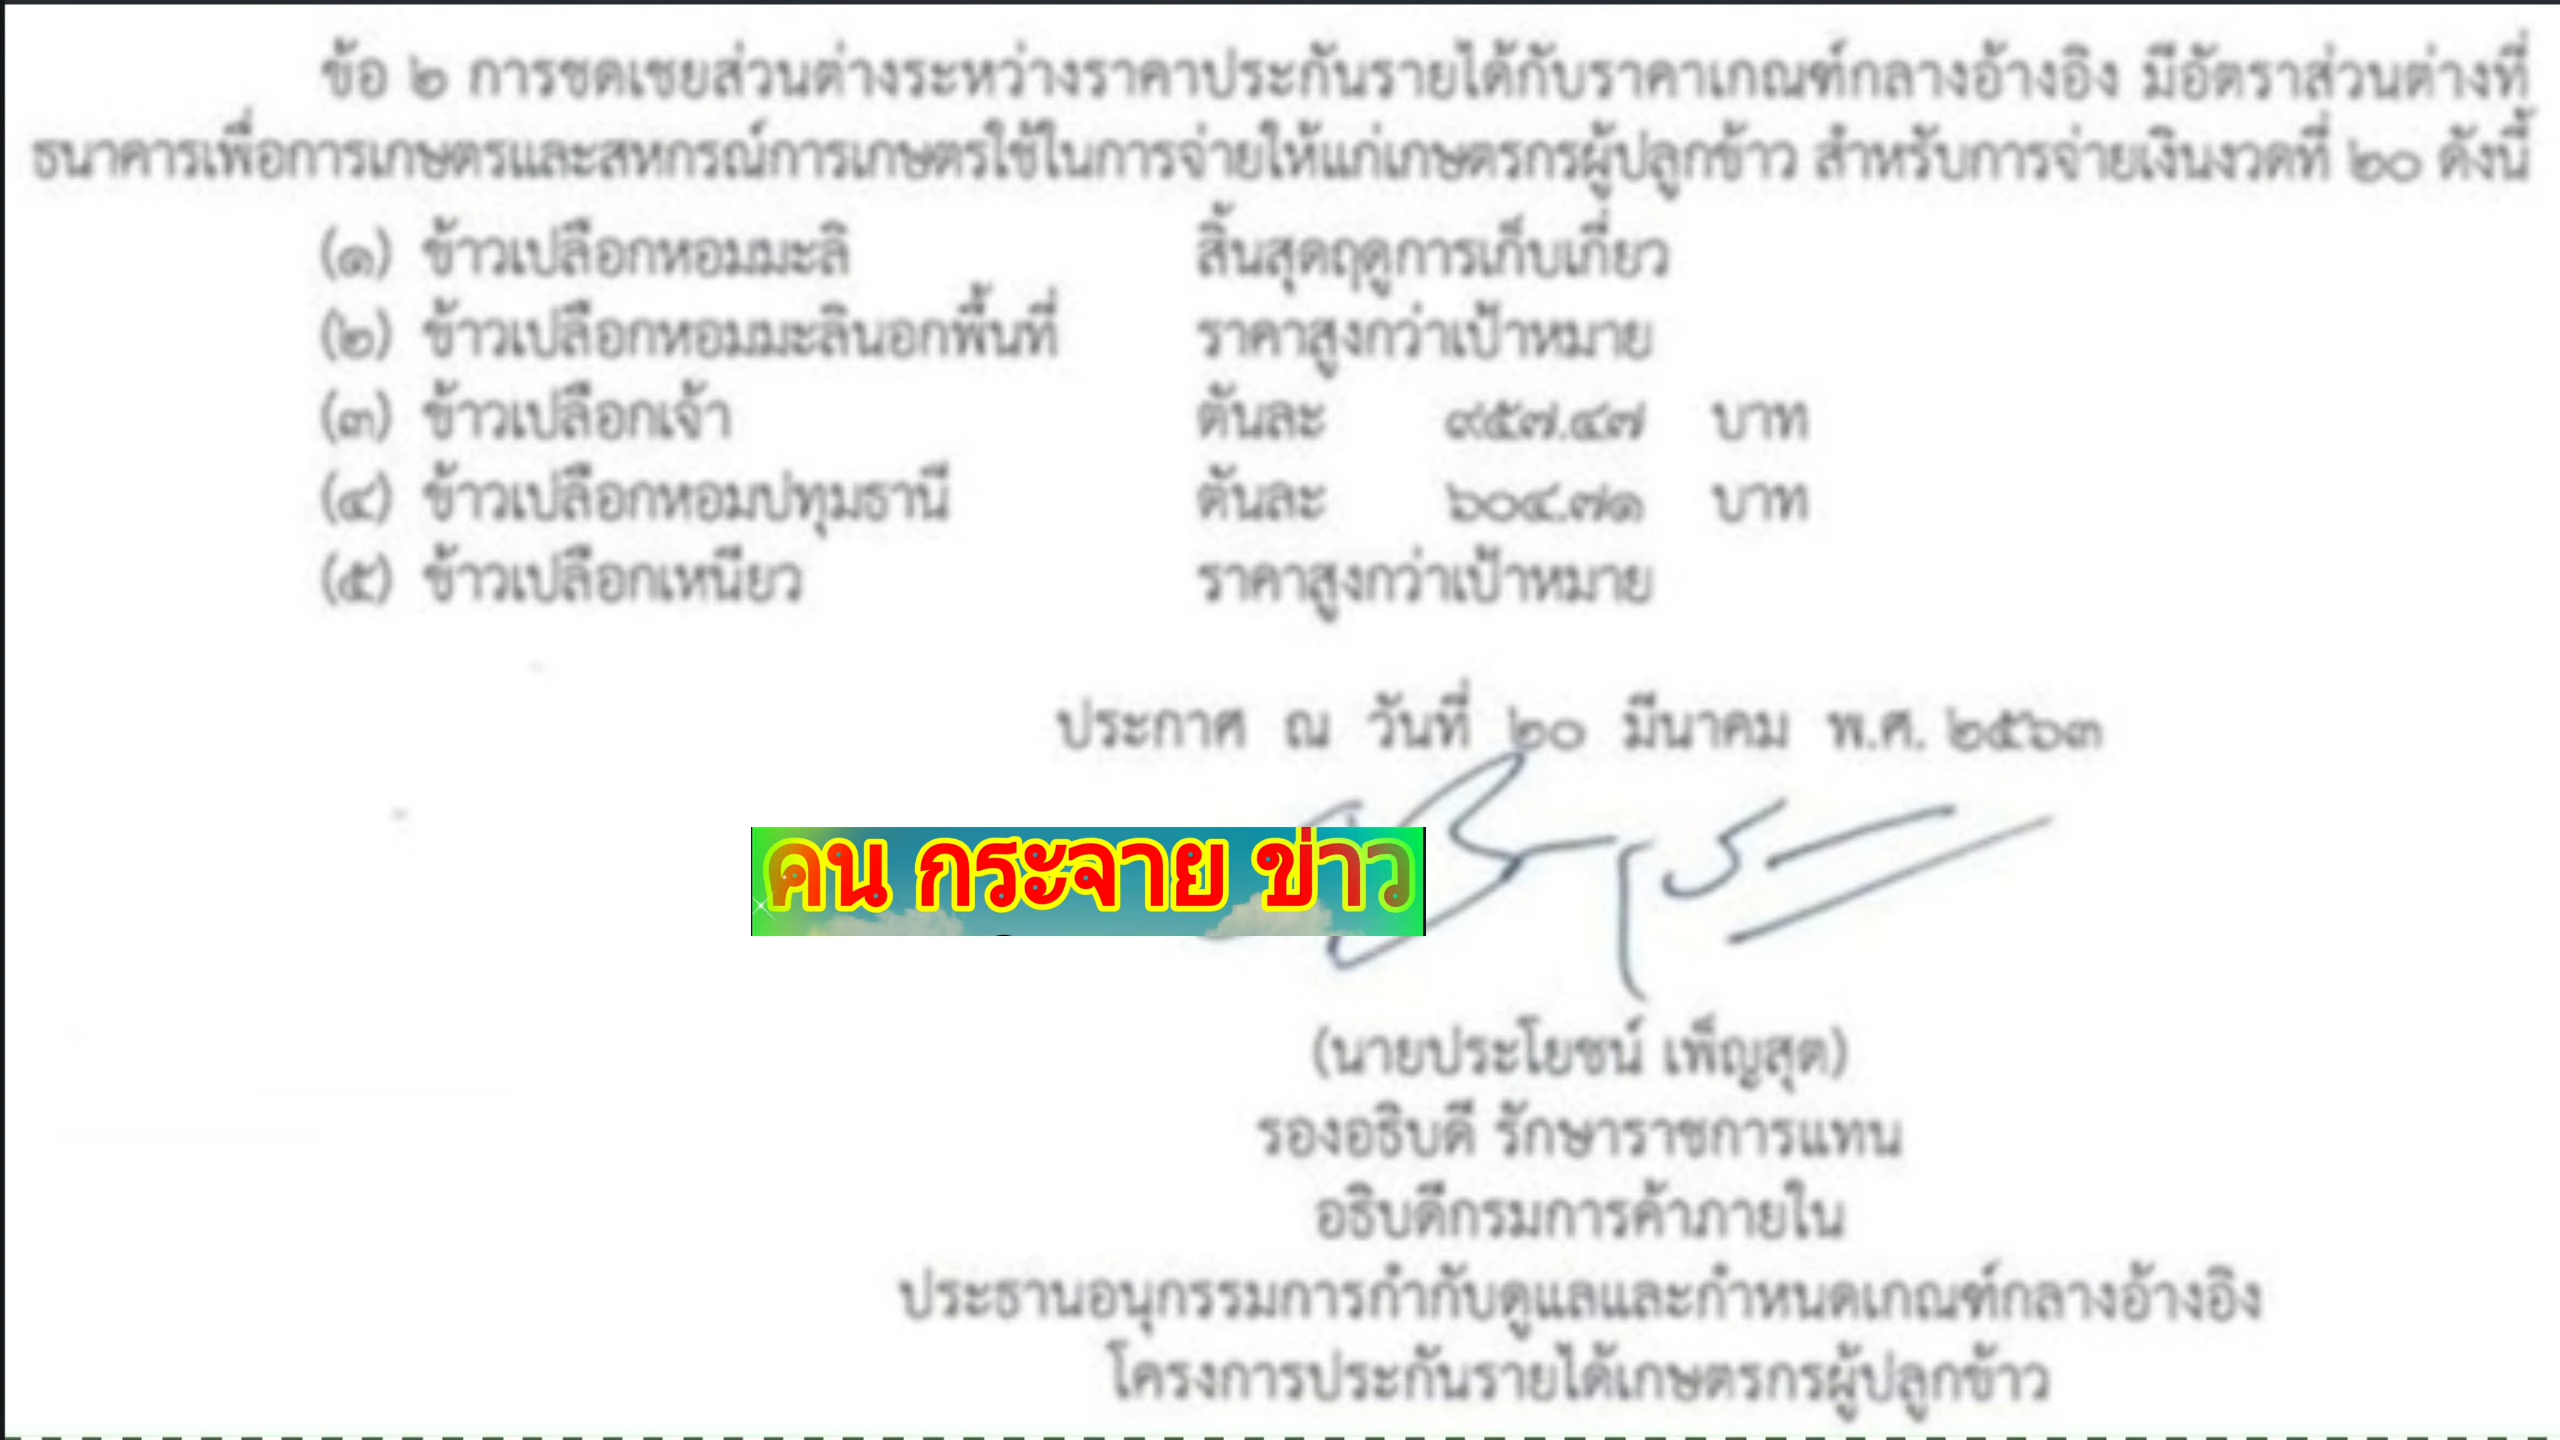 ข้อ ๒ การชดเชยส่วนต่างระหว่างราคาประกันรายได้กับราคาเกณฑ์กลางอ้างอิง มีอัตราส่วนต่างที่
ธนาคารเพื่อการเกษตรและสหกรณ์การเกษตรใช้ในการจ่ายให้แก่เกษตรกรผู้ปลูกข้าว สำหรับการจ่ายเงินงวดที่ ๒๐ ดังนี้
(๑) ข้าวเปลือกหอมมะลิ สิ้นสุดฤดูการเก็บเกี่ยว
(๒) ข้าวเปลือกหอมมะลินอกพื้นที่ ราคาสูงกว่าเป้าหมาย
(๓) ข้าวเปลือกเจ้า ตันละ ๙๕๗.๔๗ บาท
(๔) ข้าวเปลือกหอมปทุมธานี ตันละ ๖๐๔.๗๑ บาท
(๕) ข้าวเปลือกเหนียว ราคาสูงกว่าเป้าหมาย
ประกาศ ณ วันที่ ๒๐ มีนาคม พ.ศ. ๒๕๖๓
คน กระจาย ข่าว
(นายประโยชน์ เพ็ญสุต)
รองอธิบดี รักษาราชการแทน
อธิบดีกรมการค้าภายใน
ประธานอนุกรรมการกำกับดูแลและกำหนดเกณฑ์กลางอ้างอิง
โครงการประกันรายได้เกษตรกรผู้ปลูกข้าว